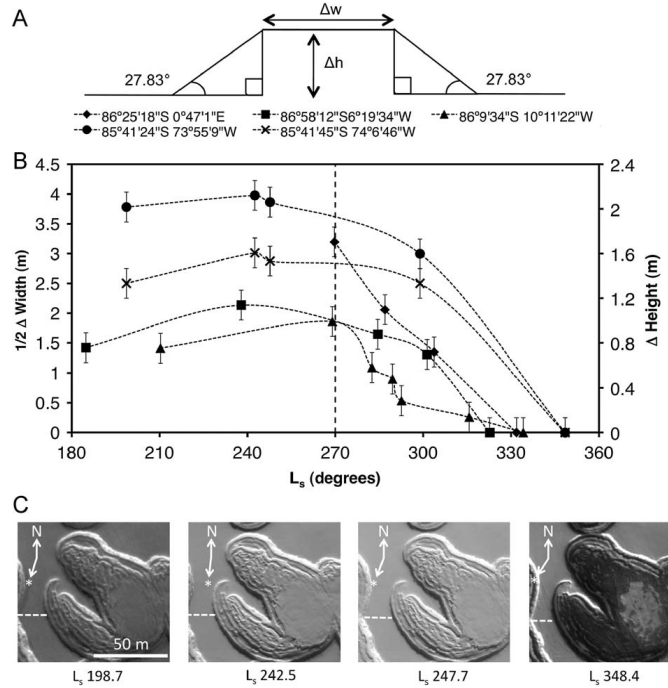 A
Δw
27.83°
Δh
27.83°
86°25'18"S 0°47'1"E 86°58'12"S6°19'34"W 86°9'34"S 10°11'22"W
85°41'24"S 73°55'9"W 85°41'45"S 74°6'46"W
B
4.5
4
3.5
3
2.5
2
1.5
1
0.5
0
1/2 Δ Width (m)
2.4
2
1.6
1.2
0.8
0.4
0
Δ Height (m)
180 210 240 270 300 330 360
Ls (degrees)
C
N N N N
* * * *
50 m
Ls 198.7 Ls 242.5 Ls 247.7 Ls 348.4